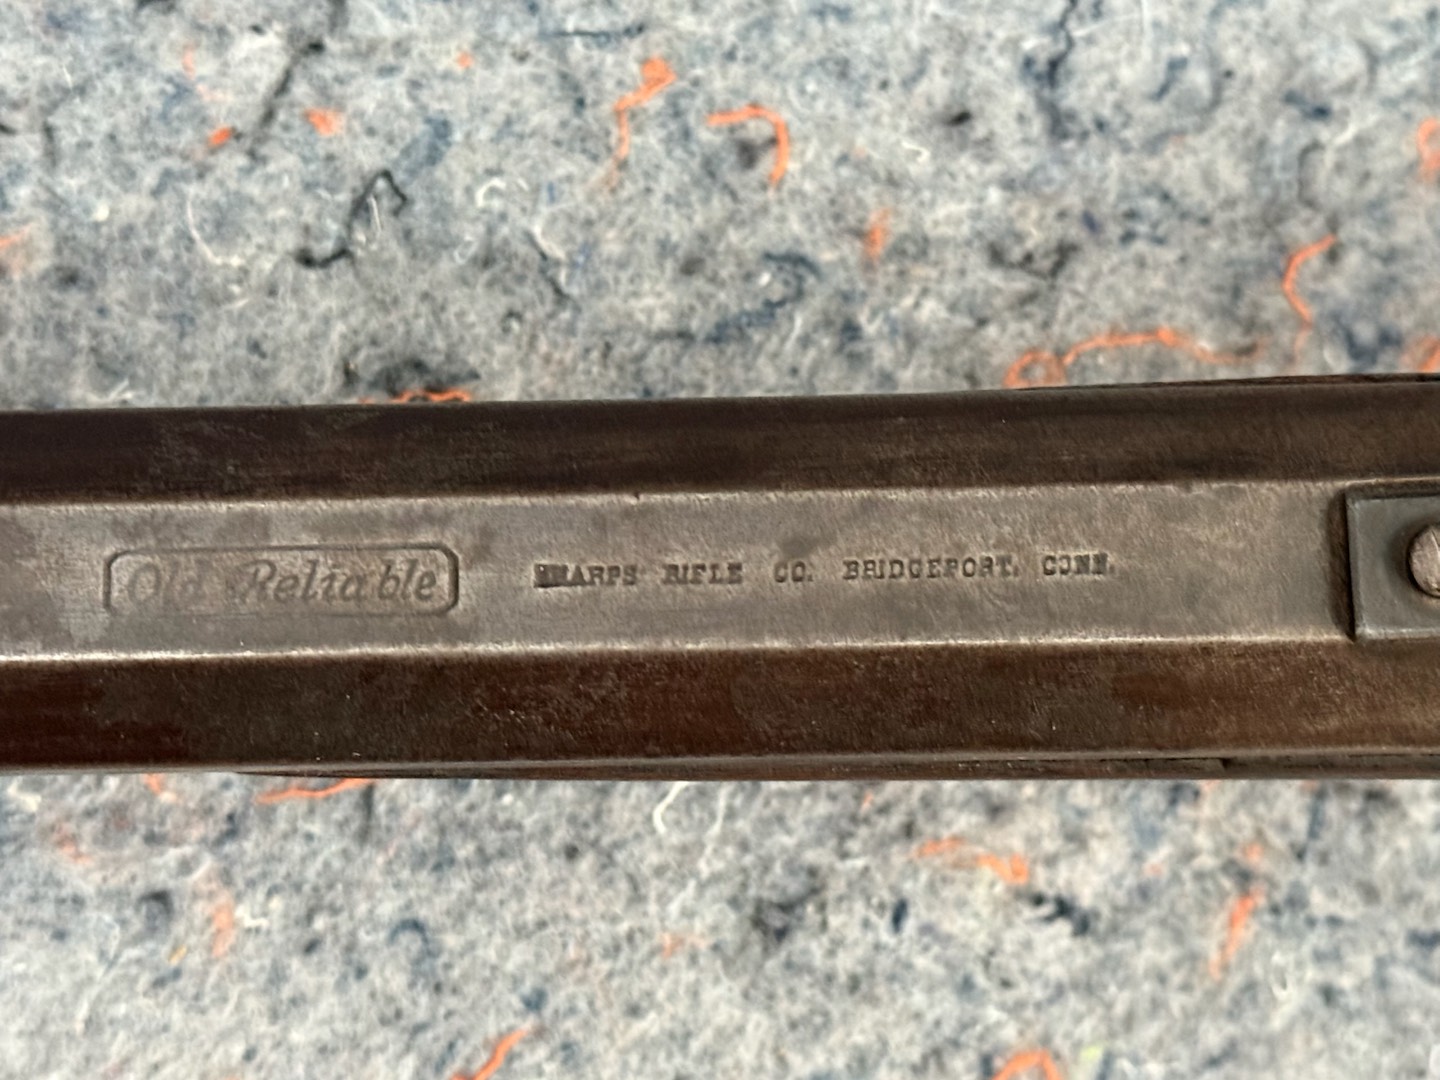 Old Reliable
SHARPS RIFLE CO. BRIDGEPORT, CONN.